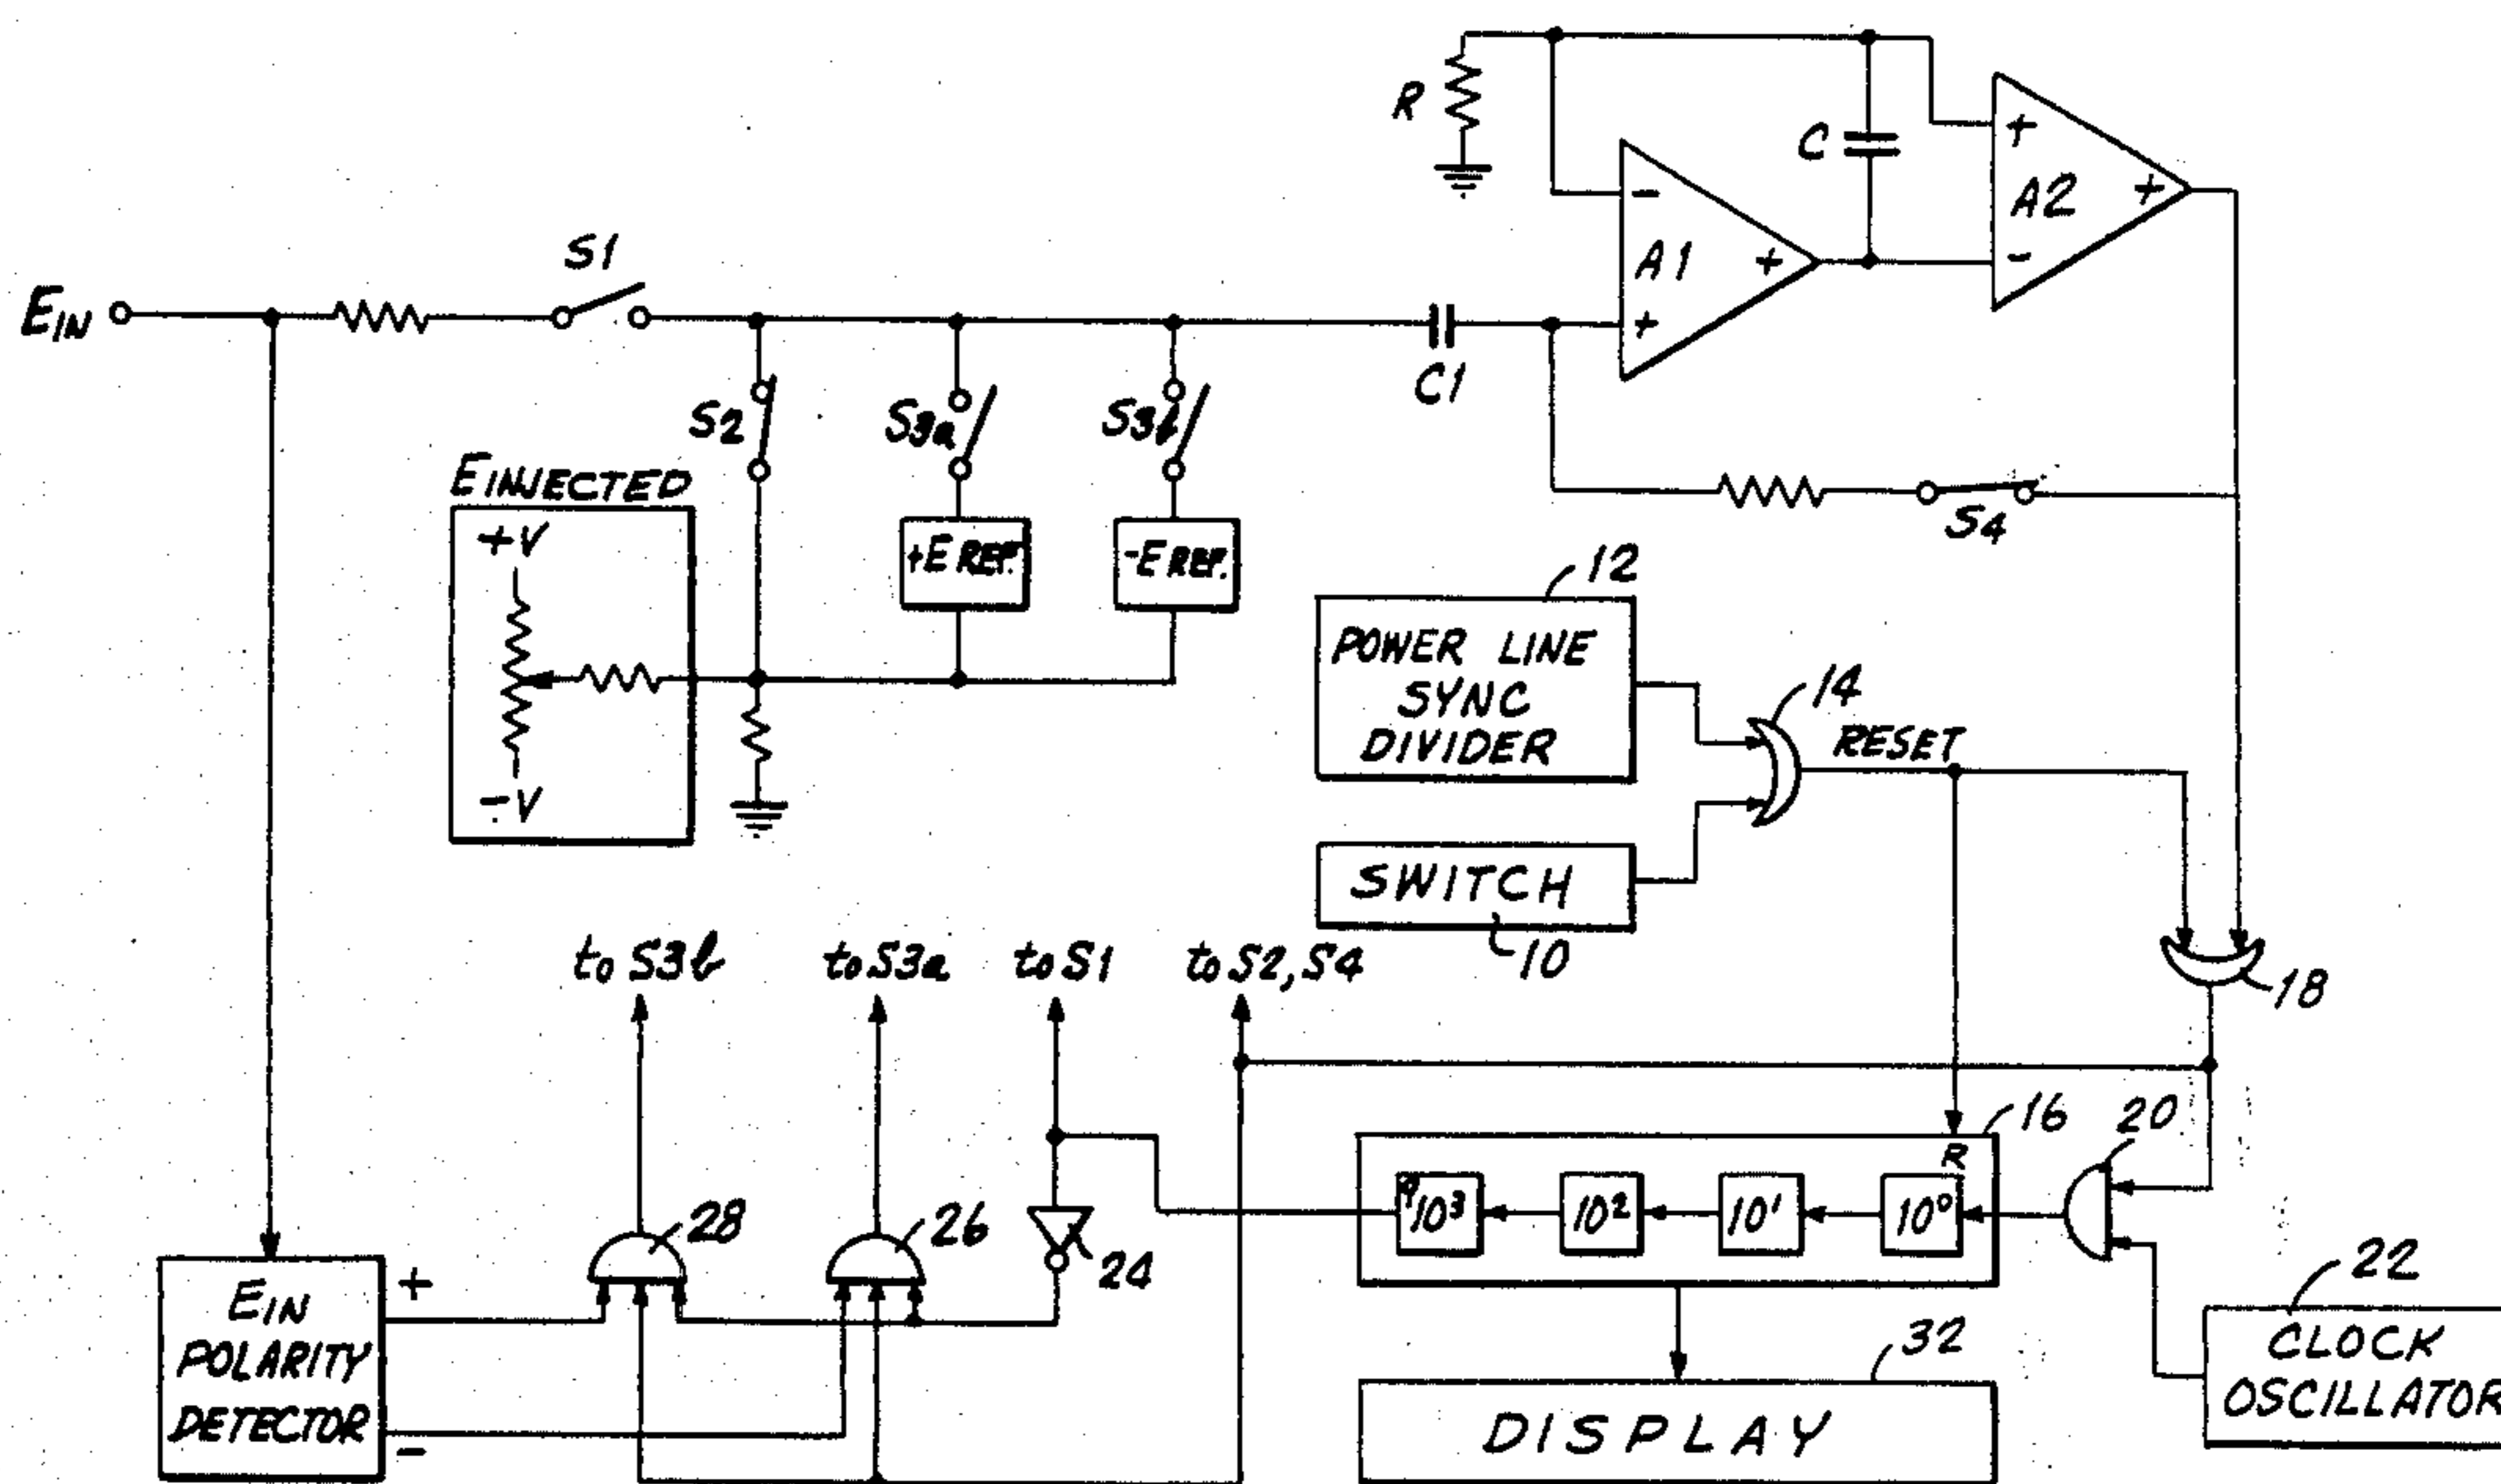 R
C
+
A2
+
-
-
A1
+
+
S1
EIN
C1
S2
S3a
S3b
EINJECTED
+V
-V
+E REF.
-E REF.
S4
12
POWER LINE
SYNC
DIVIDER
14
RESET
SWITCH
10
18
to S3b
to S3a
to S1
to S2, S4
16
20
R
10³
10²
10¹
10⁰
28
26
24
22
CLOCK
OSCILLATOR
EIN
POLARITY
DETECTOR
+
-
32
DISPLAY